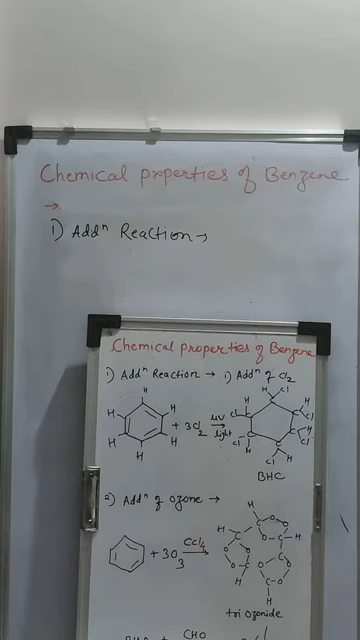 Chemical properties of Benzene
→
1) Addⁿ Reaction →
Chemical properties of Benzene
1) Addⁿ Reaction → 1) Addⁿ of Cl2
H H H H H H + 3Cl2 UV light → H Cl H Cl H Cl H Cl H Cl H Cl
BHC
2) Addⁿ of Ozone →
+ 3O3 CCl4 →
tri Ozonide
CHO